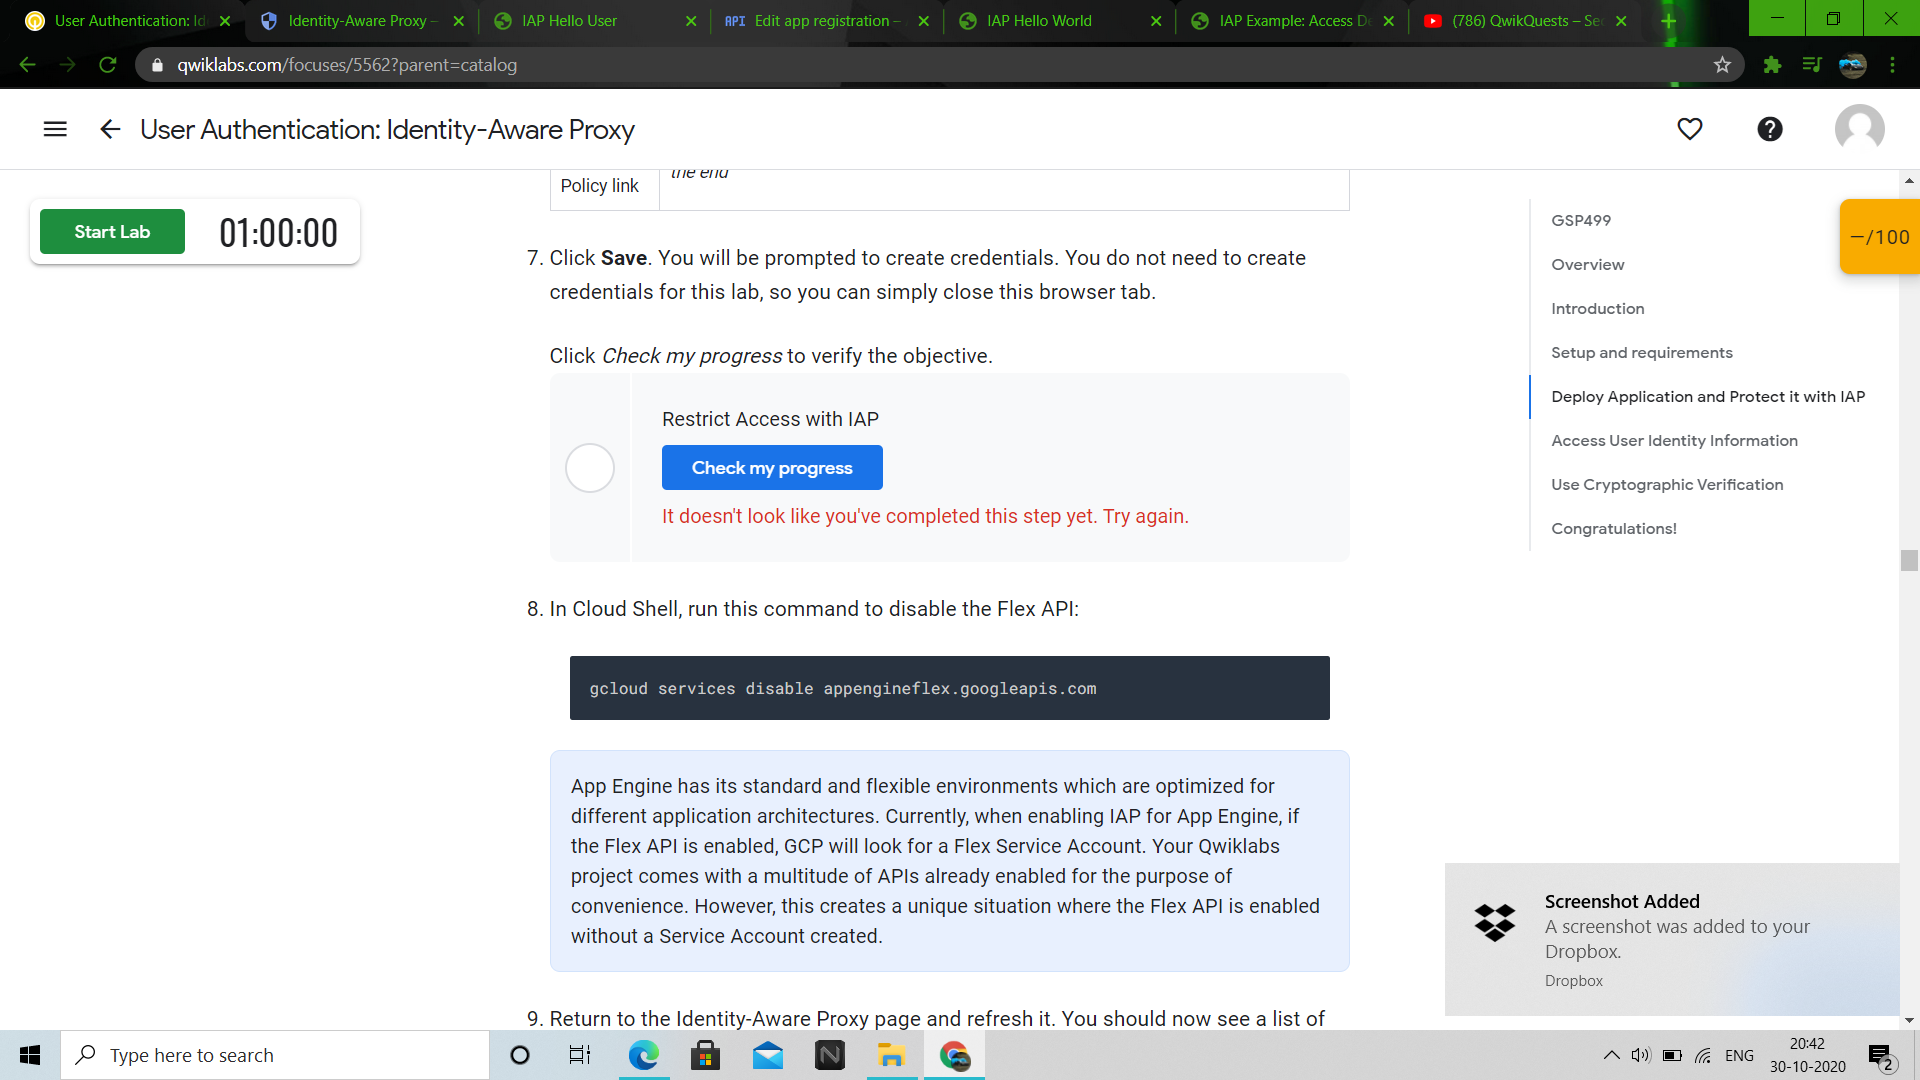 User Authentication: Id
Identity-Aware Proxy –
IAP Hello User
API Edit app registration –
IAP Hello World
IAP Example: Access De
(786) QwikQuests – Sec
qwiklabs.com/focuses/5562?parent=catalog
User Authentication: Identity-Aware Proxy
Start Lab
01:00:00
Policy link
the end
7. Click Save. You will be prompted to create credentials. You do not need to create
credentials for this lab, so you can simply close this browser tab.
Click Check my progress to verify the objective.
Restrict Access with IAP
Check my progress
It doesn't look like you've completed this step yet. Try again.
8. In Cloud Shell, run this command to disable the Flex API:
gcloud services disable appengineflex.googleapis.com
App Engine has its standard and flexible environments which are optimized for
different application architectures. Currently, when enabling IAP for App Engine, if
the Flex API is enabled, GCP will look for a Flex Service Account. Your Qwiklabs
project comes with a multitude of APIs already enabled for the purpose of
convenience. However, this creates a unique situation where the Flex API is enabled
without a Service Account created.
9. Return to the Identity-Aware Proxy page and refresh it. You should now see a list of
GSP499
Overview
Introduction
Setup and requirements
Deploy Application and Protect it with IAP
Access User Identity Information
Use Cryptographic Verification
Congratulations!
–/100
Screenshot Added
A screenshot was added to your
Dropbox.
Dropbox
Type here to search
ENG
20:42
30-10-2020
2